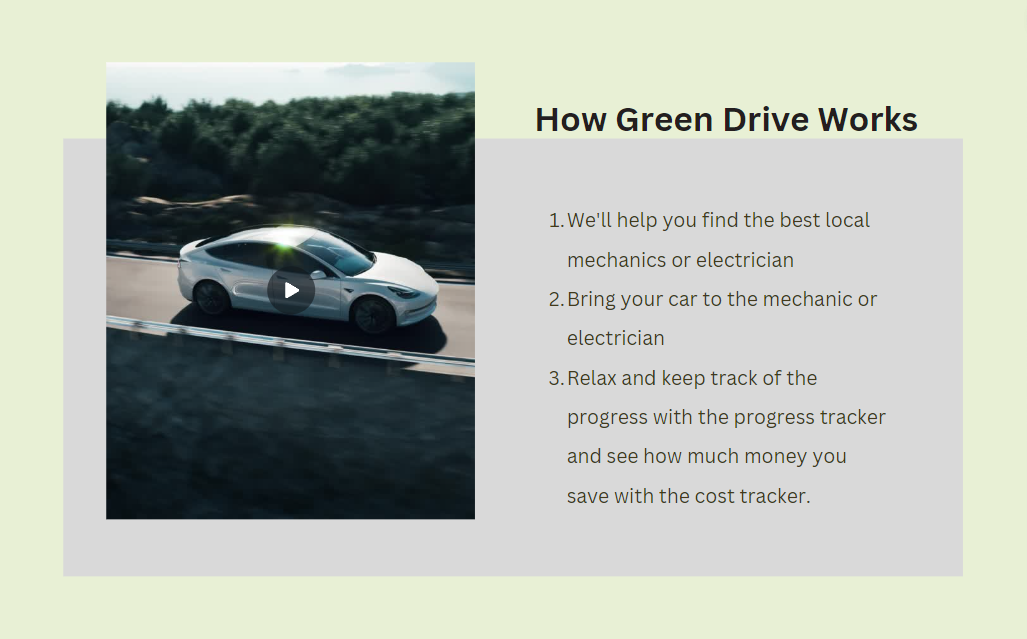 How Green Drive Works
1. We'll help you find the best local
mechanics or electrician
2. Bring your car to the mechanic or
electrician
3. Relax and keep track of the
progress with the progress tracker
and see how much money you
save with the cost tracker.